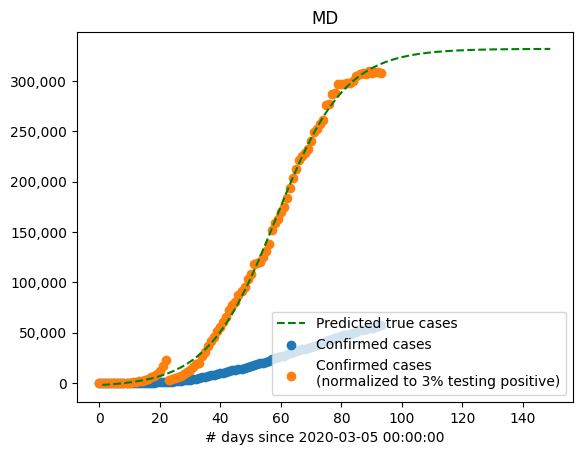 MD
300,000
250,000
200,000
150,000
100,000
50,000
0
Predicted true cases
Confirmed cases
Confirmed cases
(normalized to 3% testing positive)
0 20 40 60 80 100 120 140
# days since 2020-03-05 00:00:00